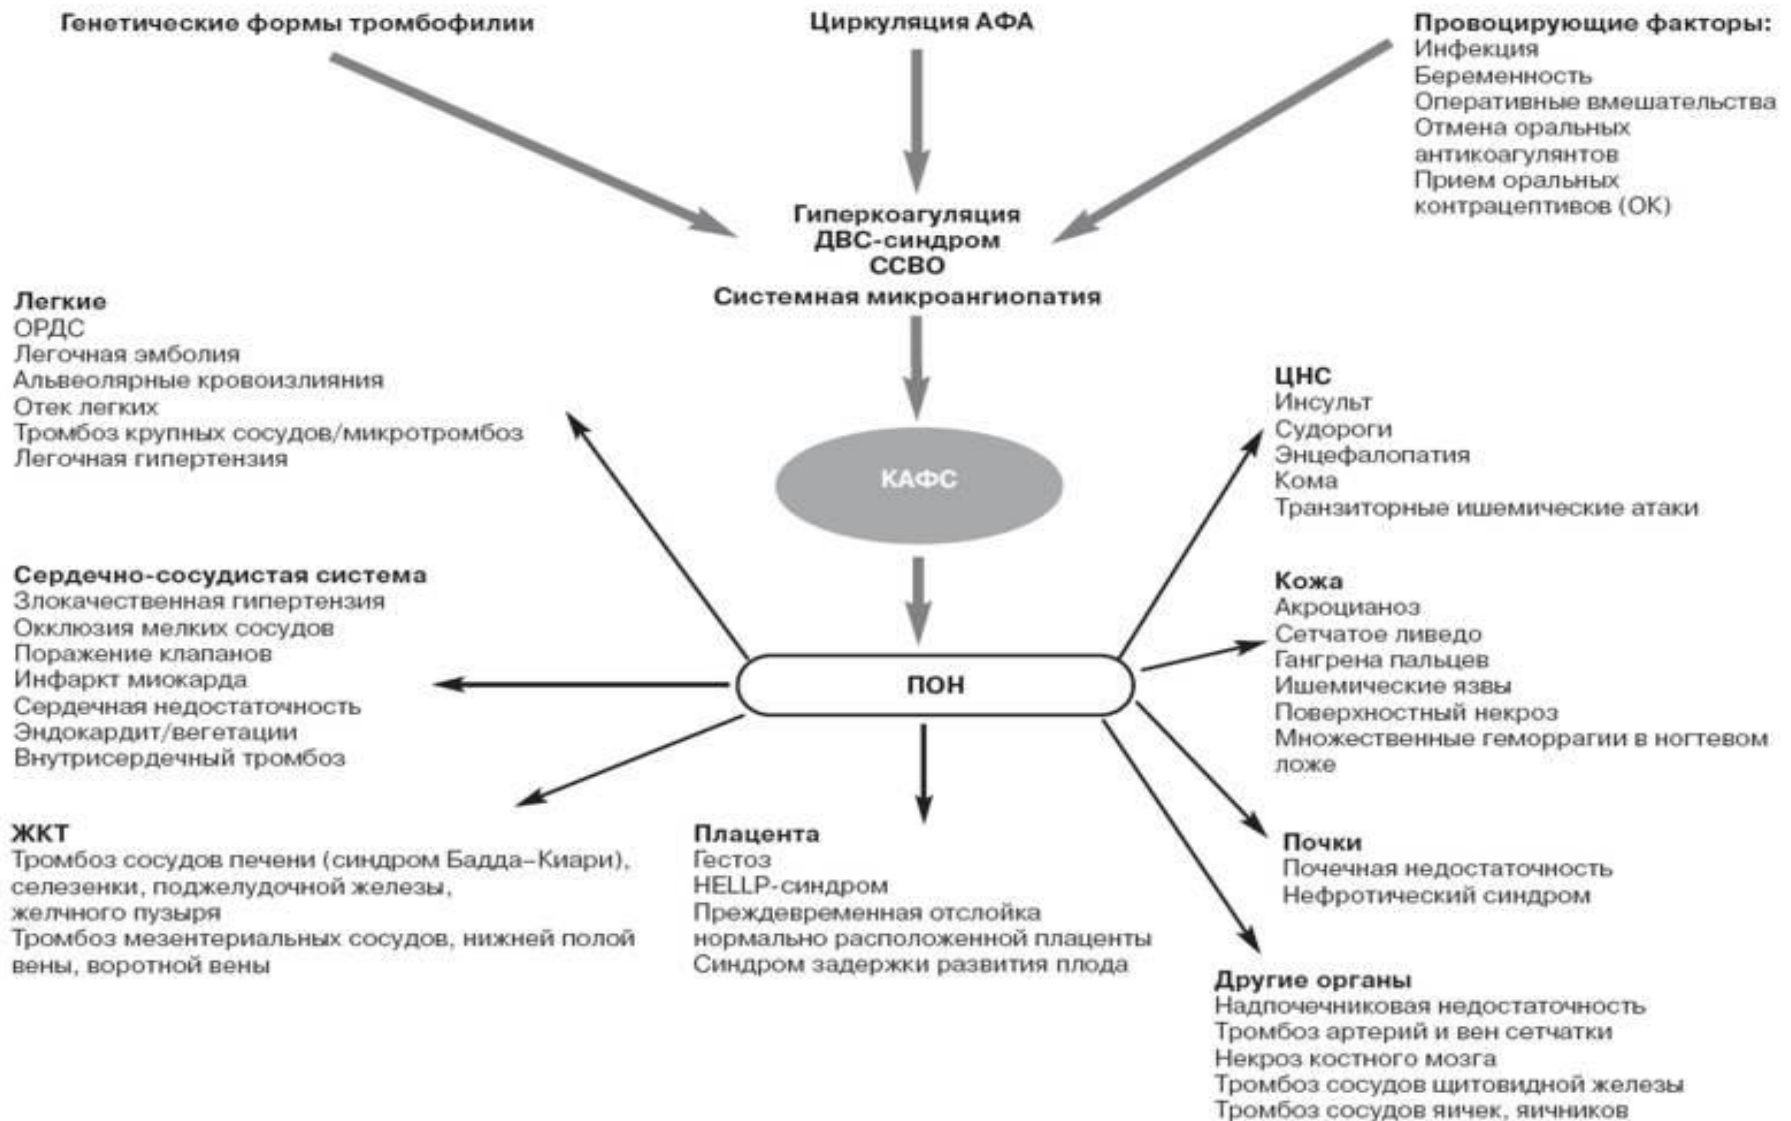 Генетические формы тромбофилии
Циркуляция АФА
Провоцирующие факторы:
Инфекция
Беременность
Оперативные вмешательства
Отмена оральных
антикоагулянтов
Прием оральных
контрацептивов (ОК)
Гиперкоагуляция
ДВС-синдром
ССВО
Системная микроангиопатия
Легкие
ОРДС
Легочная эмболия
Альвеолярные кровоизлияния
Отек легких
Тромбоз крупных сосудов/микротромбоз
Легочная гипертензия
КАФС
ЦНС
Инсульт
Судороги
Энцефалопатия
Кома
Транзиторные ишемические атаки
Сердечно-сосудистая система
Злокачественная гипертензия
Окклюзия мелких сосудов
Поражение клапанов
Инфаркт миокарда
Сердечная недостаточность
Эндокардит/вегетации
Внутрисердечный тромбоз
ПОН
Кожа
Акроцианоз
Сетчатое ливедо
Гангрена пальцев
Ишемические язвы
Поверхностный некроз
Множественные геморрагии в ногтевом
ложе
ЖКТ
Тромбоз сосудов печени (синдром Бадда–Киари),
селезенки, поджелудочной железы,
желчного пузыря
Тромбоз мезентериальных сосудов, нижней полой
вены, воротной вены
Плацента
Гестоз
HELLP-синдром
Преждевременная отслойка
нормально расположенной плаценты
Синдром задержки развития плода
Почки
Почечная недостаточность
Нефротический синдром
Другие органы
Надпочечниковая недостаточность
Тромбоз артерий и вен сетчатки
Некроз костного мозга
Тромбоз сосудов щитовидной железы
Тромбоз сосудов яичек, яичников